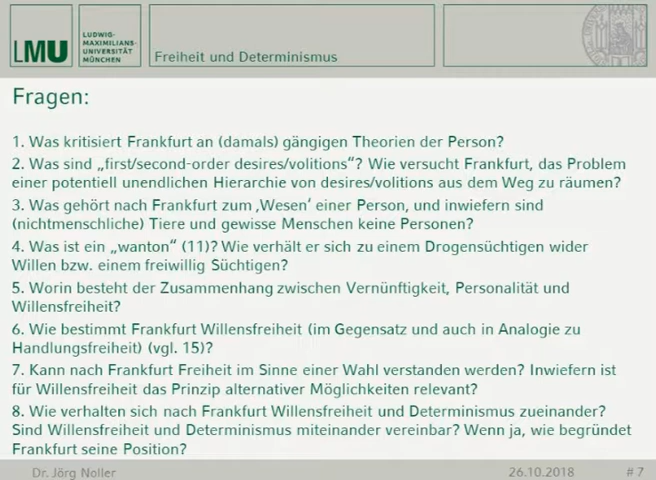 LMU
LUDWIG-
MAXIMILIANS-
UNIVERSITÄT
MÜNCHEN
Freiheit und Determinismus
Fragen:
1. Was kritisiert Frankfurt an (damals) gängigen Theorien der Person?
2. Was sind „first/second-order desires/volitions“? Wie versucht Frankfurt, das Problem
einer potentiell unendlichen Hierarchie von desires/volitions aus dem Weg zu räumen?
3. Was gehört nach Frankfurt zum ‚Wesen‘ einer Person, und inwiefern sind
(nichtmenschliche) Tiere und gewisse Menschen keine Personen?
4. Was ist ein „wanton“ (11)? Wie verhält er sich zu einem Drogensüchtigen wider
Willen bzw. einem freiwillig Süchtigen?
5. Worin besteht der Zusammenhang zwischen Vernünftigkeit, Personalität und
Willensfreiheit?
6. Wie bestimmt Frankfurt Willensfreiheit (im Gegensatz und auch in Analogie zu
Handlungsfreiheit) (vgl. 15)?
7. Kann nach Frankfurt Freiheit im Sinne einer Wahl verstanden werden? Inwiefern ist
für Willensfreiheit das Prinzip alternativer Möglichkeiten relevant?
8. Wie verhalten sich nach Frankfurt Willensfreiheit und Determinismus zueinander?
Sind Willensfreiheit und Determinismus miteinander vereinbar? Wenn ja, wie begründet
Frankfurt seine Position?
Dr. Jörg Noller
26.10.2018
# 7